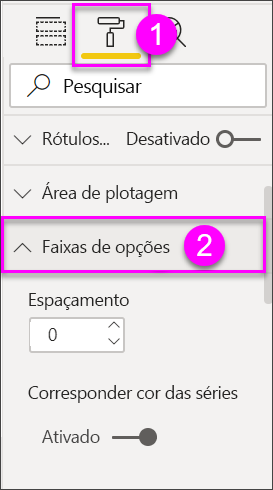 1
Pesquisar
Rótulos... Desativado
Área de plotagem
Faixas de opções 2
Espaçamento
0
Corresponder cor das séries
Ativado